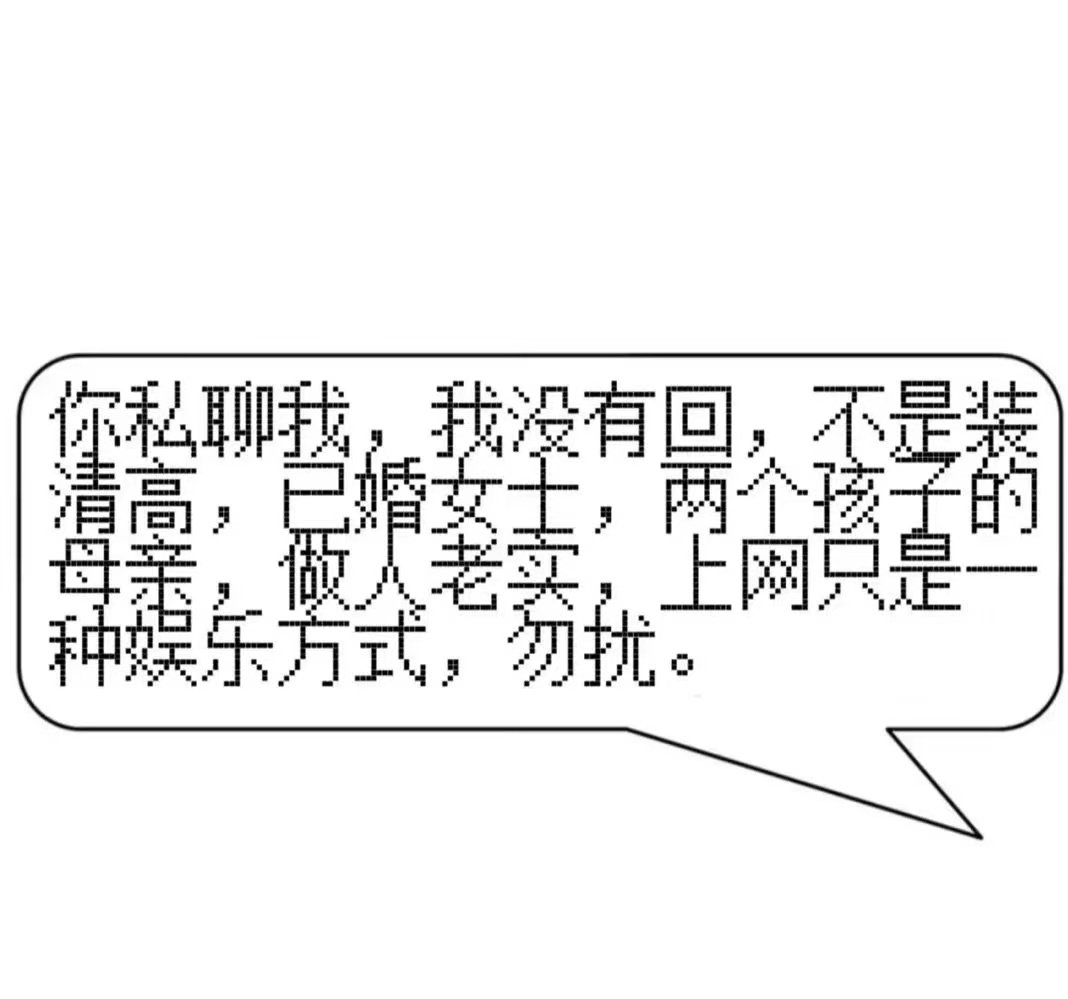 你私聊我，我没有回，不是装
清高，已婚女士，两个孩子的
母亲，做人老实，上网只是一
种娱乐方式，勿扰。